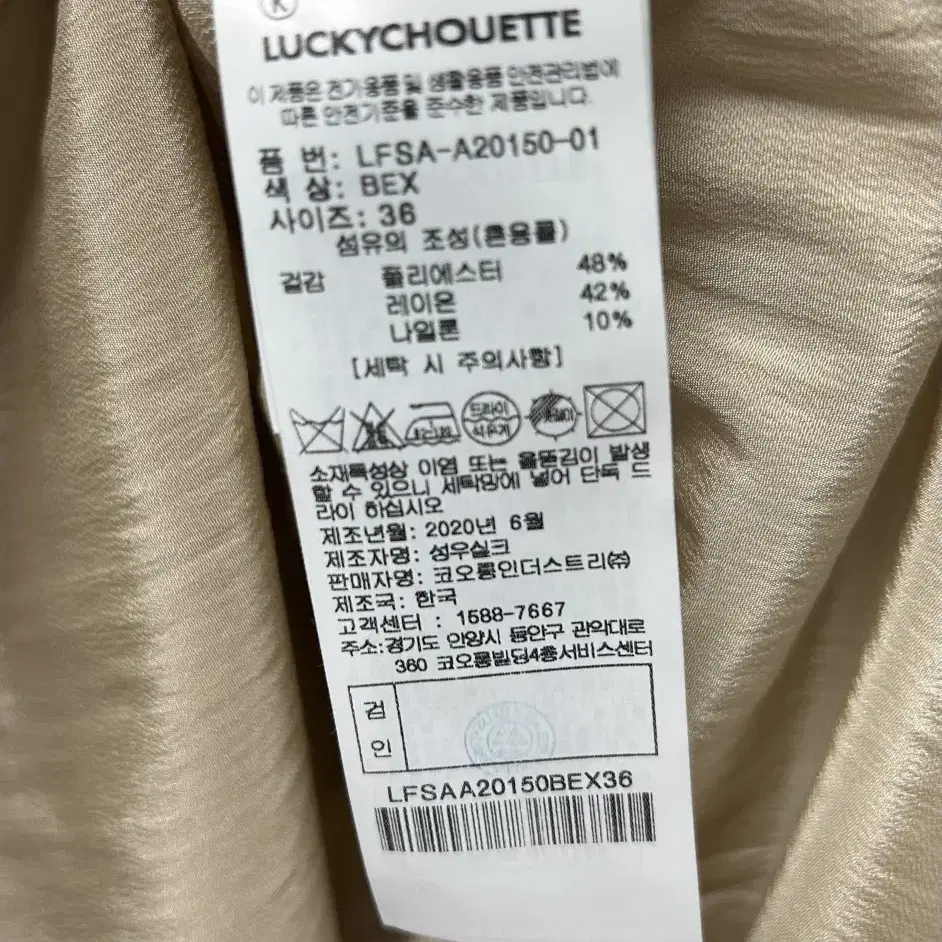 K
LUCKYCHOUETTE
이 제품은 전기용품 및 생활용품 안전관리법에
따른 안전기준을 준수한 제품입니다.
품 번: LFSA-A20150-01
색 상: BEX
사이즈: 36
섬유의 조성(혼용률)
겉감 폴리에스터 48%
레이온 42%
나일론 10%
[세탁 시 주의사항]
드라이
석유계
소재특성상 이염 또는 올뜯김이 발생
할 수 있으니 세탁망에 넣어 단독 드
라이 하십시오
제조년월: 2020년 6월
제조자명: 성우실크
판매자명: 코오롱인더스트리㈜
제조국: 한국
고객센터 : 1588-7667
주소:경기도 안양시 동안구 관악대로
360 코오롱빌딩4층서비스센터
검
인
LFSAA20150BEX36